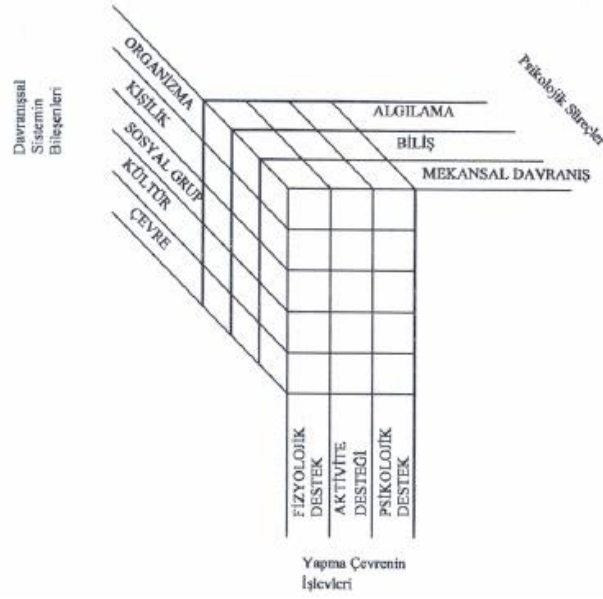 Davranışsal
Sistemin
Bileşenleri
ORGANİZMA
KİŞİLİK
SOSYAL GRUP
KÜLTÜR
ÇEVRE
Psikolojik Süreçler
ALGILAMA
BİLİŞ
MEKANSAL DAVRANIŞ
FİZYOLOJİK
DESTEK
AKTİVİTE
DESTEĞİ
PSİKOLOJİK
DESTEK
Yapma Çevrenin
İşlevleri